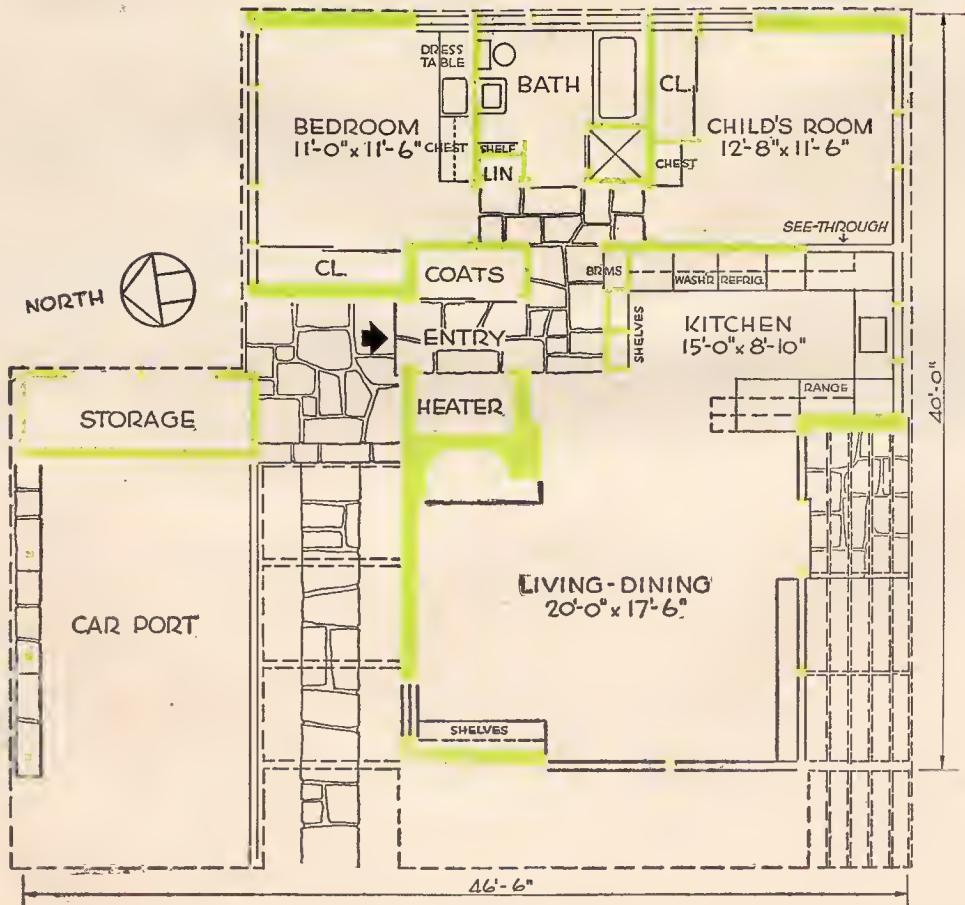 DRESS
TABLE
BATH
CL.
BEDROOM
11'-0" x 11'-6"
CHEST
SHELF
LIN
CHILD'S ROOM
12'-8" x 11'-6"
CHEST
SEE-THROUGH
CL.
COATS
BRMS
WASH'R
REFRIG.
NORTH
ENTRY
SHELVES
KITCHEN
15'-0" x 8'-10"
STORAGE
HEATER
RANGE
40'-0"
LIVING-DINING
20'-0" x 17'-6"
CAR PORT
SHELVES
46'-6"